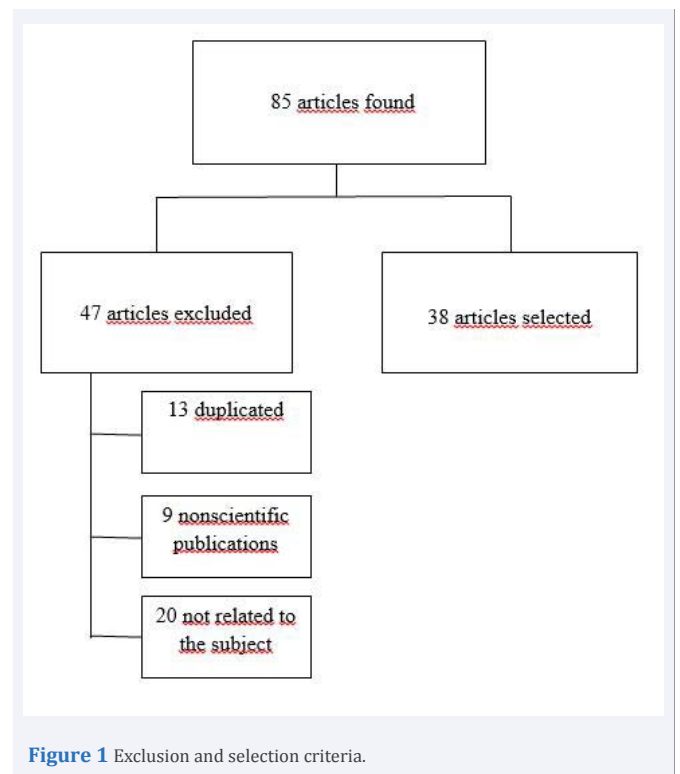 85 articles found
47 articles excluded
38 articles selected
13 duplicated
9 nonscientific
publications
20 not related to
the subject
Figure 1 Exclusion and selection criteria.